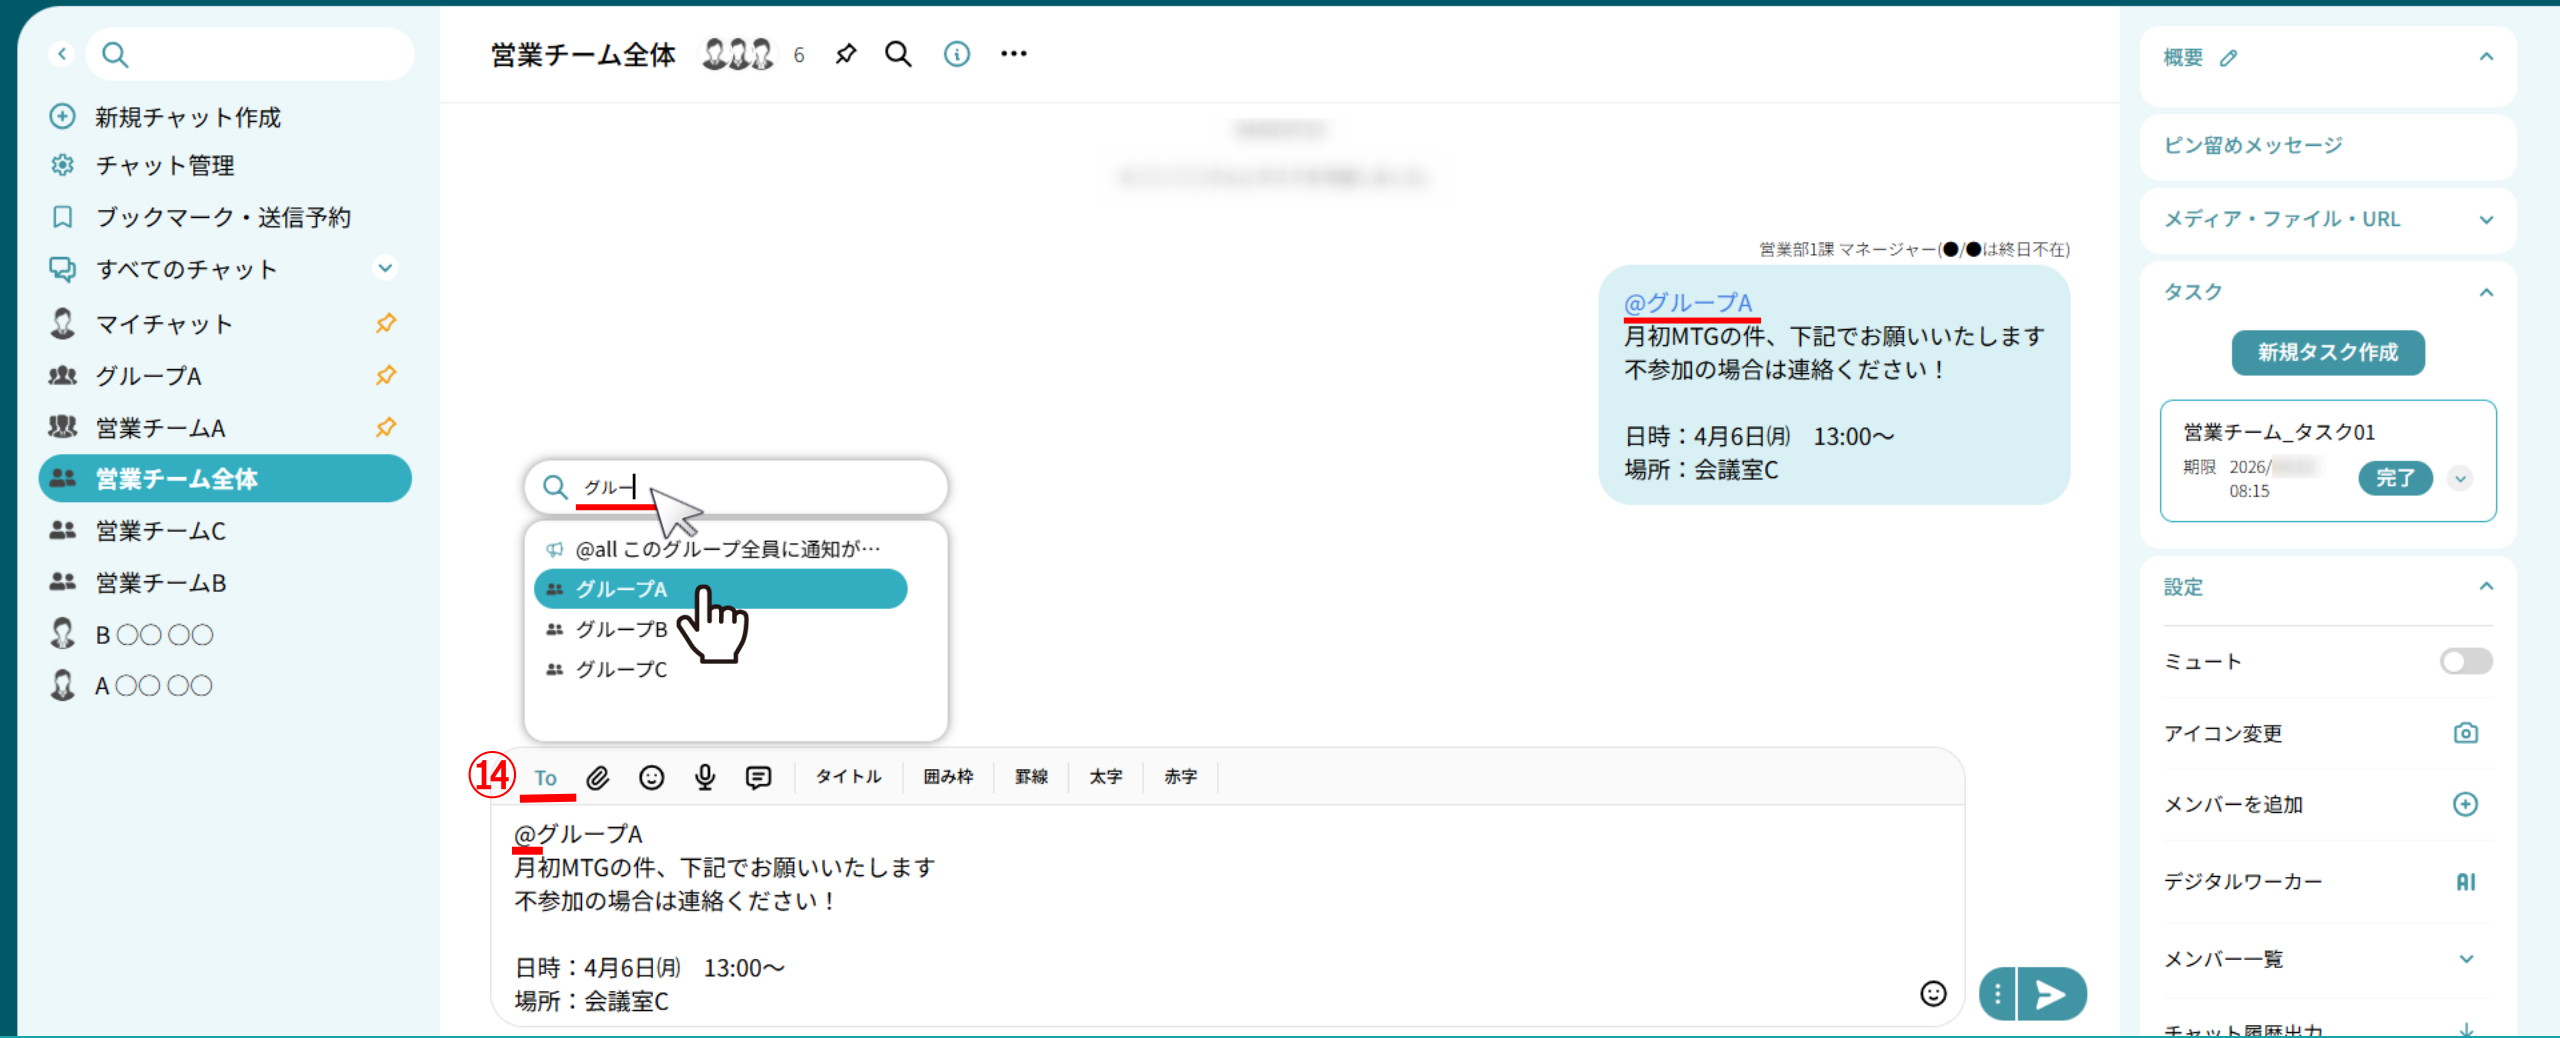 新規チャット作成
チャット管理
ブックマーク・送信予約
すべてのチャット
マイチャット
グループA
営業チームA
営業チーム全体
営業チームC
営業チームB
B 〇〇 〇〇
A 〇〇 〇〇
営業チーム全体 6
営業部1課 マネージャー(●/●は終日不在)
@グループA
月初MTGの件、下記でお願いいたします
不参加の場合は連絡ください！
日時：4月6日㈪　13:00～
場所：会議室C
グルー
@all このグループ全員に通知が…
グループA
グループB
グループC
⑭ To タイトル 囲み枠 罫線 太字 赤字
@グループA
月初MTGの件、下記でお願いいたします
不参加の場合は連絡ください！
日時：4月6日㈪　13:00～
場所：会議室C
概要
ピン留めメッセージ
メディア・ファイル・URL
タスク
新規タスク作成
営業チーム_タスク01
期限 2026/
08:15
完了
設定
ミュート
アイコン変更
メンバーを追加
デジタルワーカー AI
メンバー一覧
チャット履歴出力